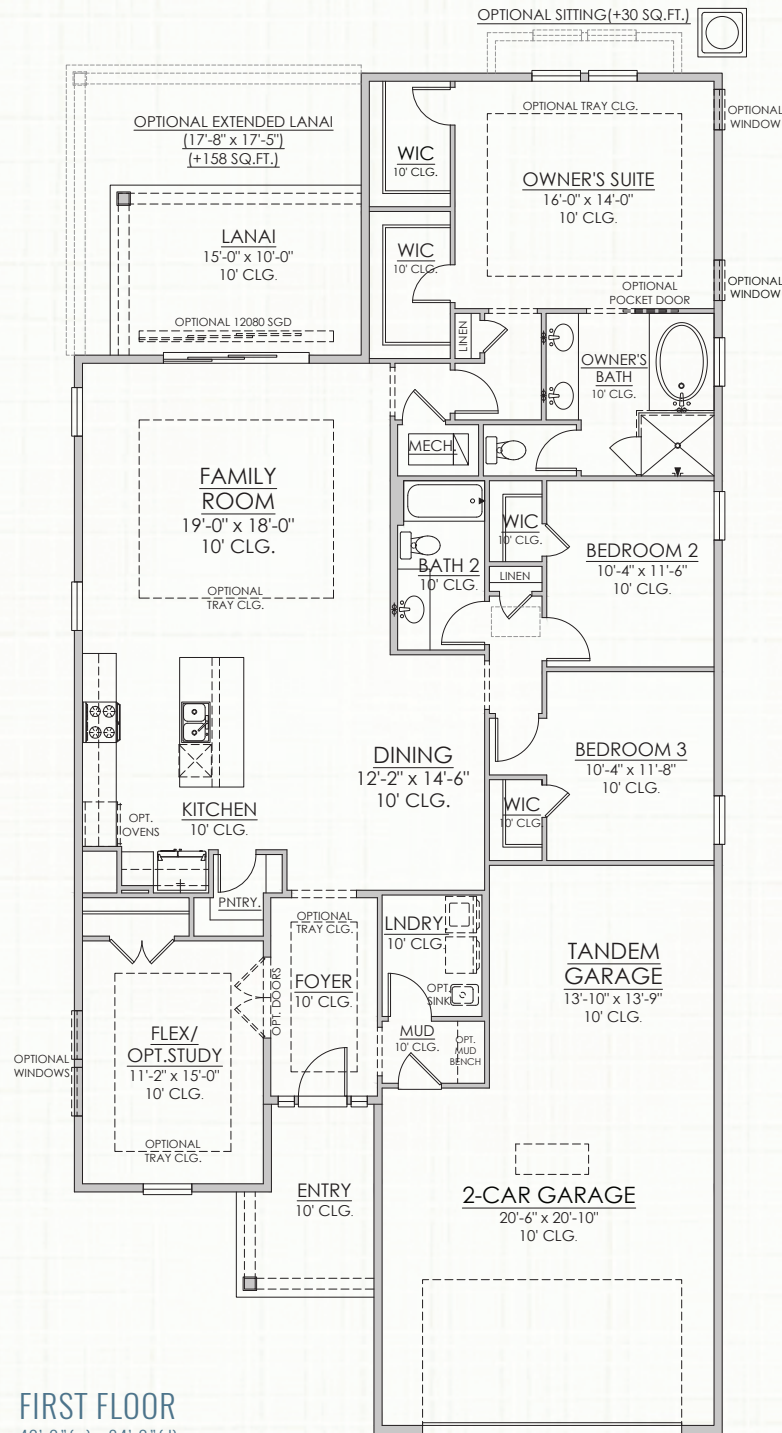 OPTIONAL SITTING(+30 SQ.FT.)
OPTIONAL EXTENDED LANAI
(17'-8" x 17'-5")
(+158 SQ.FT.)
WIC
10' CLG.
OPTIONAL TRAY CLG.
OPTIONAL
WINDOW
OWNER'S SUITE
16'-0" x 14'-0"
10' CLG.
LANAI
15'-0" x 10'-0"
10' CLG.
WIC
10' CLG.
OPTIONAL
WINDOW
OPTIONAL
POCKET DOOR
OPTIONAL 12080 SGD
LINEN
OWNER'S
BATH
10' CLG.
MECH.
FAMILY
ROOM
19'-0" x 18'-0"
10' CLG.
OPTIONAL
TRAY CLG.
WIC
10' CLG.
BATH 2
10' CLG.
LINEN
BEDROOM 2
10'-4" x 11'-6"
10' CLG.
DINING
12'-2" x 14'-6"
10' CLG.
BEDROOM 3
10'-4" x 11'-8"
10' CLG.
WIC
10' CLG.
KITCHEN
10' CLG.
OPT.
OVENS
PNTRY.
OPTIONAL
TRAY CLG.
LNDRY
10' CLG.
FOYER
10' CLG.
OPT.
SINK
OPT. DOORS
TANDEM
GARAGE
13'-10" x 13'-9"
10' CLG.
FLEX/
OPT.STUDY
11'-2" x 15'-0"
10' CLG.
MUD
10' CLG.
OPT.
MUD
BENCH
OPTIONAL
WINDOWS
OPTIONAL
TRAY CLG.
ENTRY
10' CLG.
2-CAR GARAGE
20'-6" x 20'-10"
10' CLG.
FIRST FLOOR